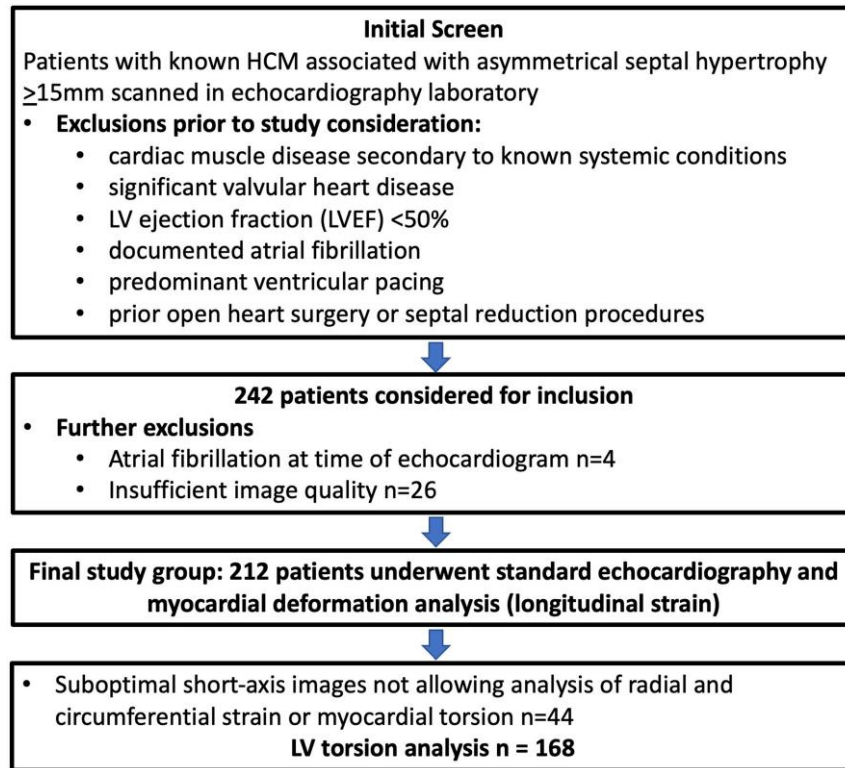 Initial Screen
Patients with known HCM associated with asymmetrical septal hypertrophy
≥15mm scanned in echocardiography laboratory
• Exclusions prior to study consideration:
• cardiac muscle disease secondary to known systemic conditions
• significant valvular heart disease
• LV ejection fraction (LVEF) <50%
• documented atrial fibrillation
• predominant ventricular pacing
• prior open heart surgery or septal reduction procedures
242 patients considered for inclusion
• Further exclusions
• Atrial fibrillation at time of echocardiogram n=4
• Insufficient image quality n=26
Final study group: 212 patients underwent standard echocardiography and
myocardial deformation analysis (longitudinal strain)
• Suboptimal short-axis images not allowing analysis of radial and
circumferential strain or myocardial torsion n=44
LV torsion analysis n = 168